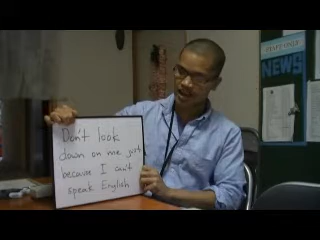 Don't look
down on me just
because I can't
speak English
NEWS